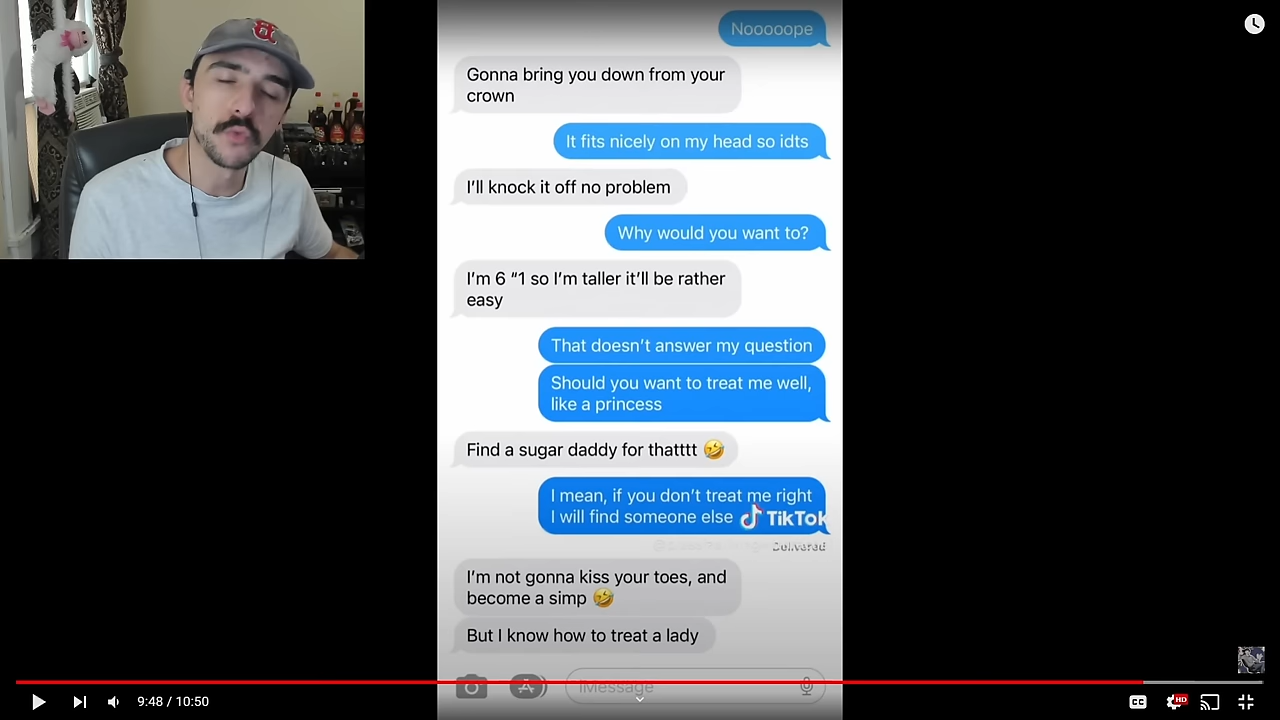 Nooooope
Gonna bring you down from your
crown
It fits nicely on my head so idts
I'll knock it off no problem
Why would you want to?
I'm 6 "1 so I'm taller it'll be rather
easy
That doesn't answer my question
Should you want to treat me well,
like a princess
Find a sugar daddy for thatttt 🤣
I mean, if you don't treat me right
I will find someone else
TikTok
Delivered
I'm not gonna kiss your toes, and
become a simp 🤣
But I know how to treat a lady
iMessage
9:48 / 10:50
CC
HD